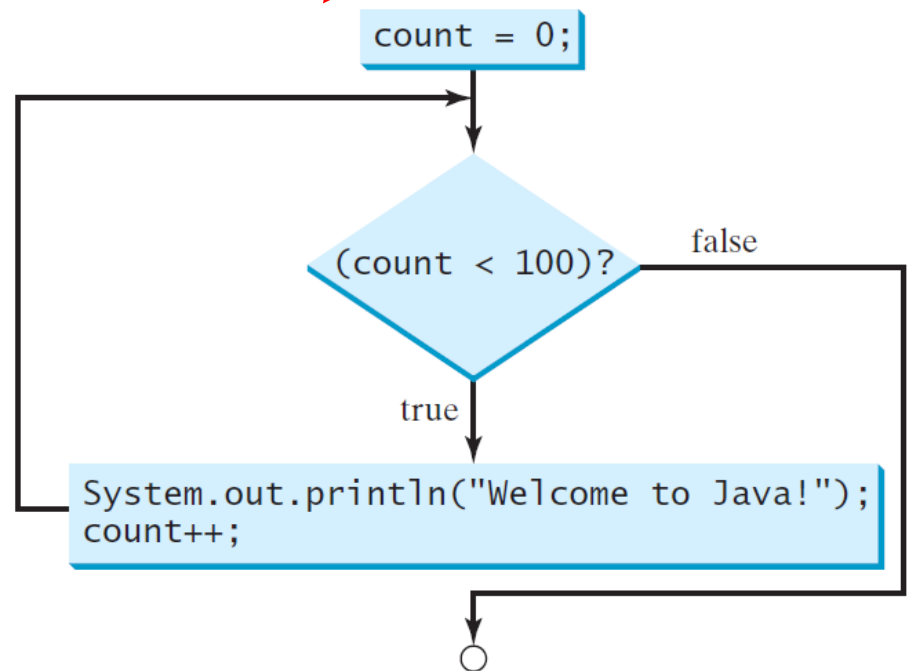 count = 0;
(count < 100)?
false
true
System.out.println("Welcome to Java!");
count++;